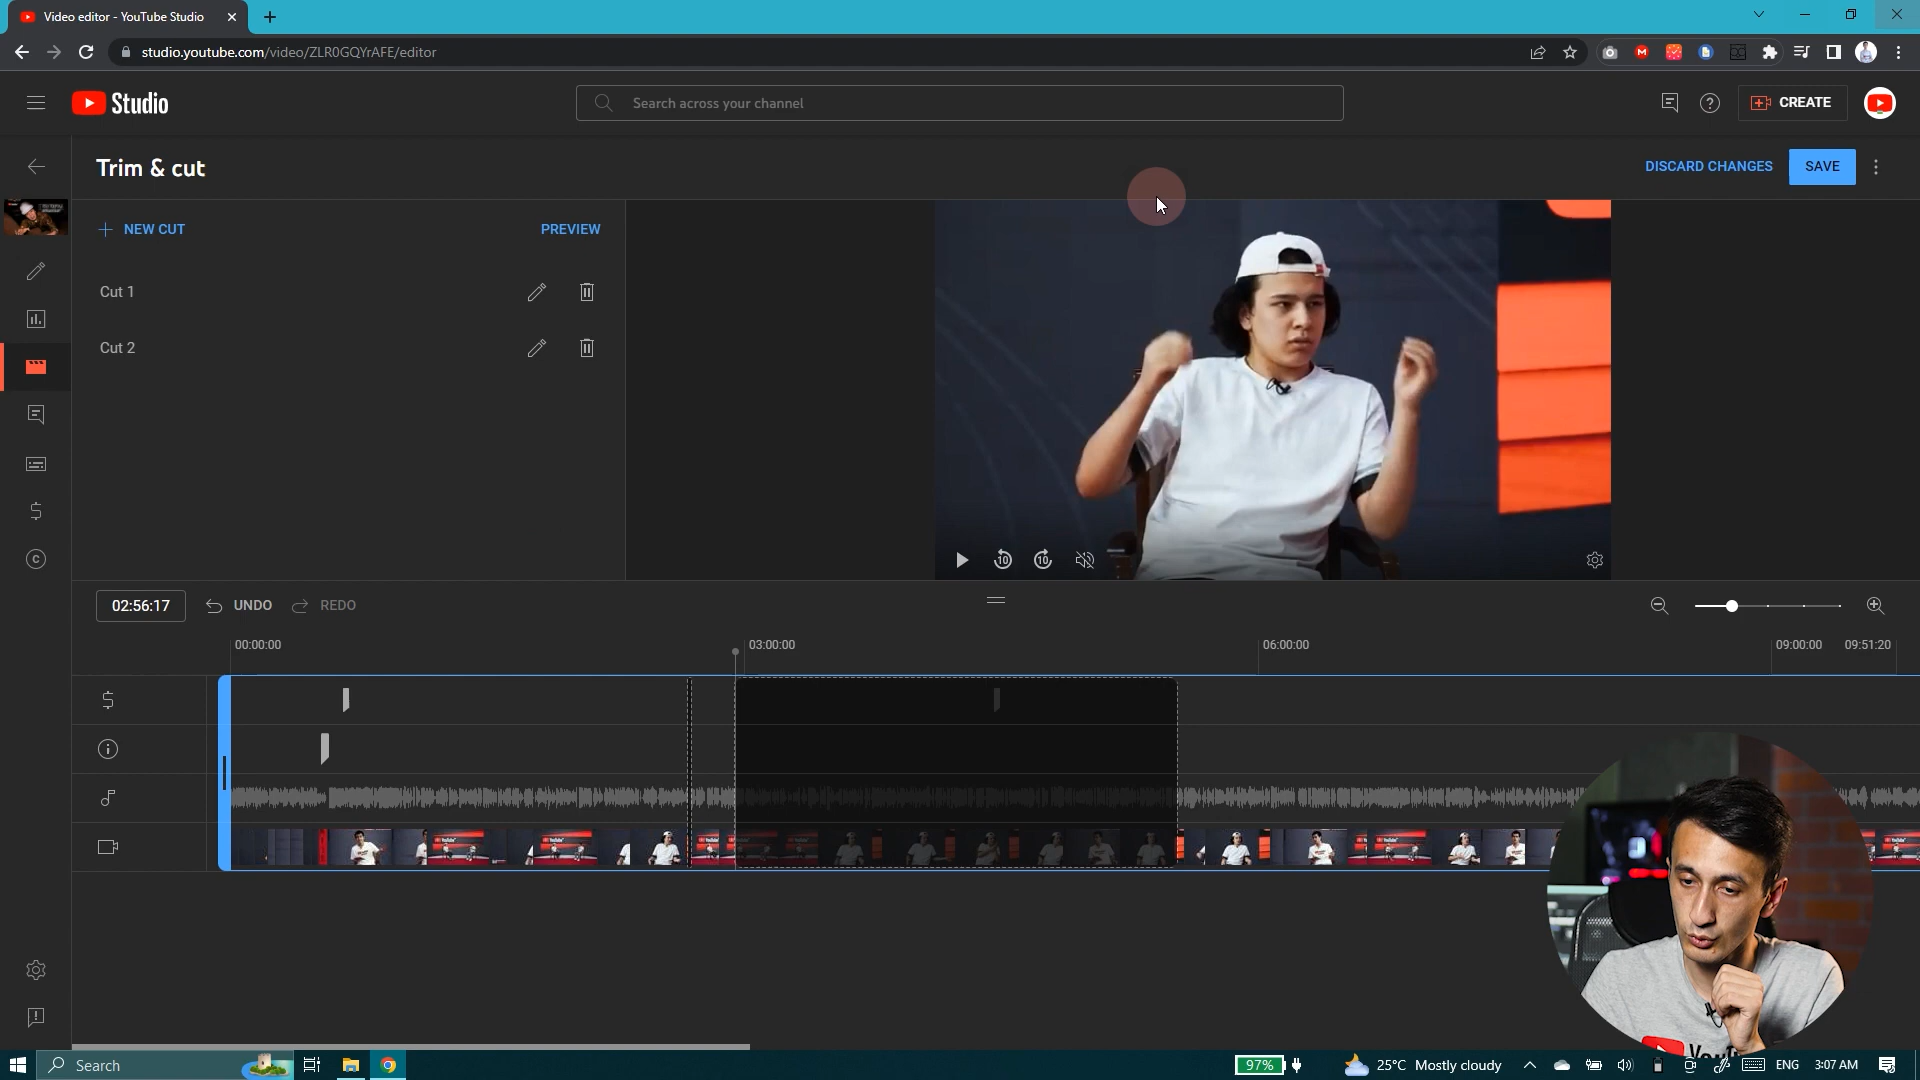 Video editor - YouTube Studio
studio.youtube.com/video/ZLR0GQYrAFE/editor
Studio
Search across your channel
CREATE
Trim & cut
DISCARD CHANGES
SAVE
NEW CUT
PREVIEW
Cut 1
Cut 2
10
10
02:56:17
UNDO
REDO
00:00:00
03:00:00
06:00:00
09:00:00
09:51:20
Search
97%
25°C Mostly cloudy
ENG
3:07 AM